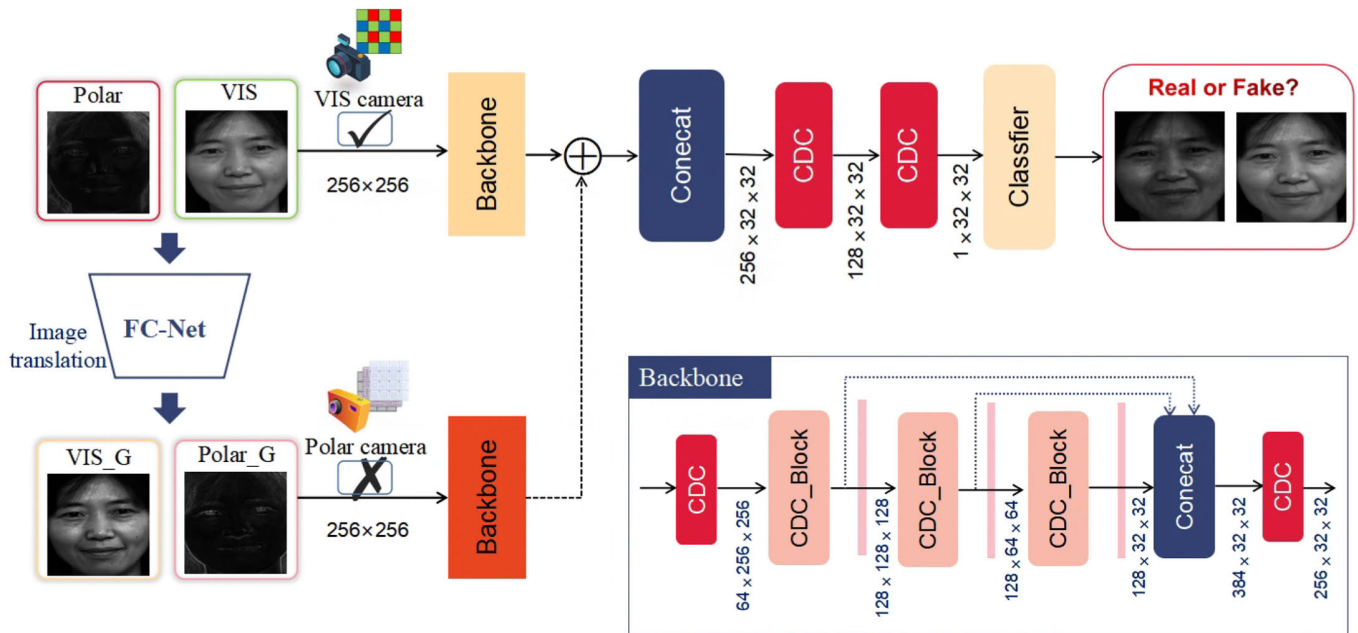 Polar
VIS
VIS camera
256×256
Backbone
Conecat
256 × 32 × 32
CDC
128 × 32 × 32
CDC
1 × 32 × 32
Classfier
Real or Fake?
Image
translation
FC-Net
VIS_G
Polar_G
Polar camera
256×256
Backbone
Backbone
CDC
64 × 256 × 256
CDC_Block
128 × 128 × 128
CDC_Block
128 × 64 × 64
CDC_Block
128 × 32 × 32
Conecat
384 × 32 × 32
CDC
256 × 32 × 32